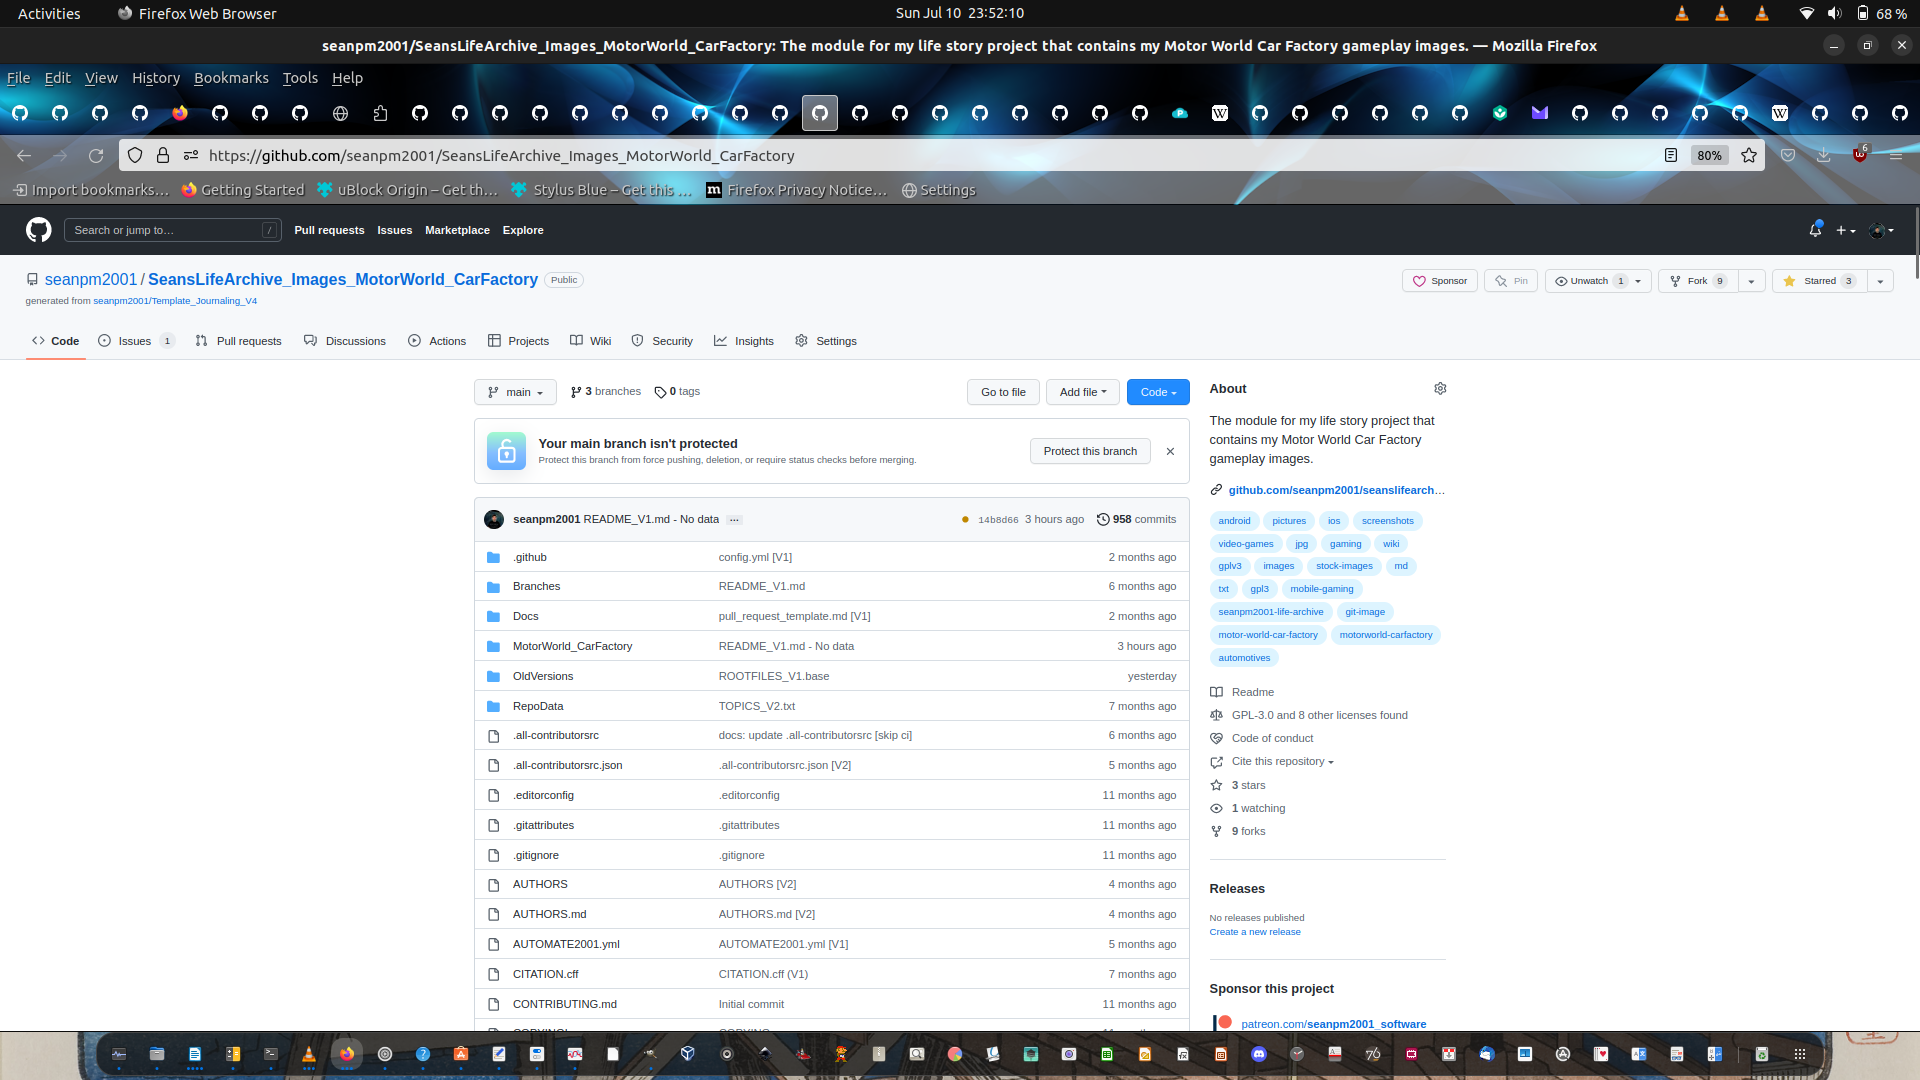 Activities Firefox Web Browser Sun Jul 10 23:52:10 68 %
seanpm2001/SeansLifeArchive_Images_MotorWorld_CarFactory: The module for my life story project that contains my Motor World Car Factory gameplay images. — Mozilla Firefox
File Edit View History Bookmarks Tools Help
https://github.com/seanpm2001/SeansLifeArchive_Images_MotorWorld_CarFactory 80% 6
Import bookmarks… Getting Started uBlock Origin – Get th… Stylus Blue – Get this … Firefox Privacy Notice… Settings
Search or jump to… / Pull requests Issues Marketplace Explore
seanpm2001 / SeansLifeArchive_Images_MotorWorld_CarFactory Public Sponsor Pin Unwatch 1 Fork 9 Starred 3
generated from seanpm2001/Template_Journaling_V4
Code Issues 1 Pull requests Discussions Actions Projects Wiki Security Insights Settings
main 3 branches 0 tags Go to file Add file Code
Your main branch isn't protected
Protect this branch from force pushing, deletion, or require status checks before merging.
Protect this branch
seanpm2001 README_V1.md - No data … 14b8d66 3 hours ago 958 commits
.github config.yml [V1] 2 months ago
Branches README_V1.md 6 months ago
Docs pull_request_template.md [V1] 2 months ago
MotorWorld_CarFactory README_V1.md - No data 3 hours ago
OldVersions ROOTFILES_V1.base yesterday
RepoData TOPICS_V2.txt 7 months ago
.all-contributorsrc docs: update .all-contributorsrc [skip ci] 6 months ago
.all-contributorsrc.json .all-contributorsrc.json [V2] 5 months ago
.editorconfig .editorconfig 11 months ago
.gitattributes .gitattributes 11 months ago
.gitignore .gitignore 11 months ago
AUTHORS AUTHORS [V2] 4 months ago
AUTHORS.md AUTHORS.md [V2] 4 months ago
AUTOMATE2001.yml AUTOMATE2001.yml [V1] 5 months ago
CITATION.cff CITATION.cff (V1) 7 months ago
CONTRIBUTING.md Initial commit 11 months ago
About
The module for my life story project that
contains my Motor World Car Factory
gameplay images.
github.com/seanpm2001/seanslifearch…
android pictures ios screenshots
video-games jpg gaming wiki
gplv3 images stock-images md
txt gpl3 mobile-gaming
seanpm2001-life-archive git-image
motor-world-car-factory motorworld-carfactory
automotives
Readme
GPL-3.0 and 8 other licenses found
Code of conduct
Cite this repository
3 stars
1 watching
9 forks
Releases
No releases published
Create a new release
Sponsor this project
patreon.com/seanpm2001_software